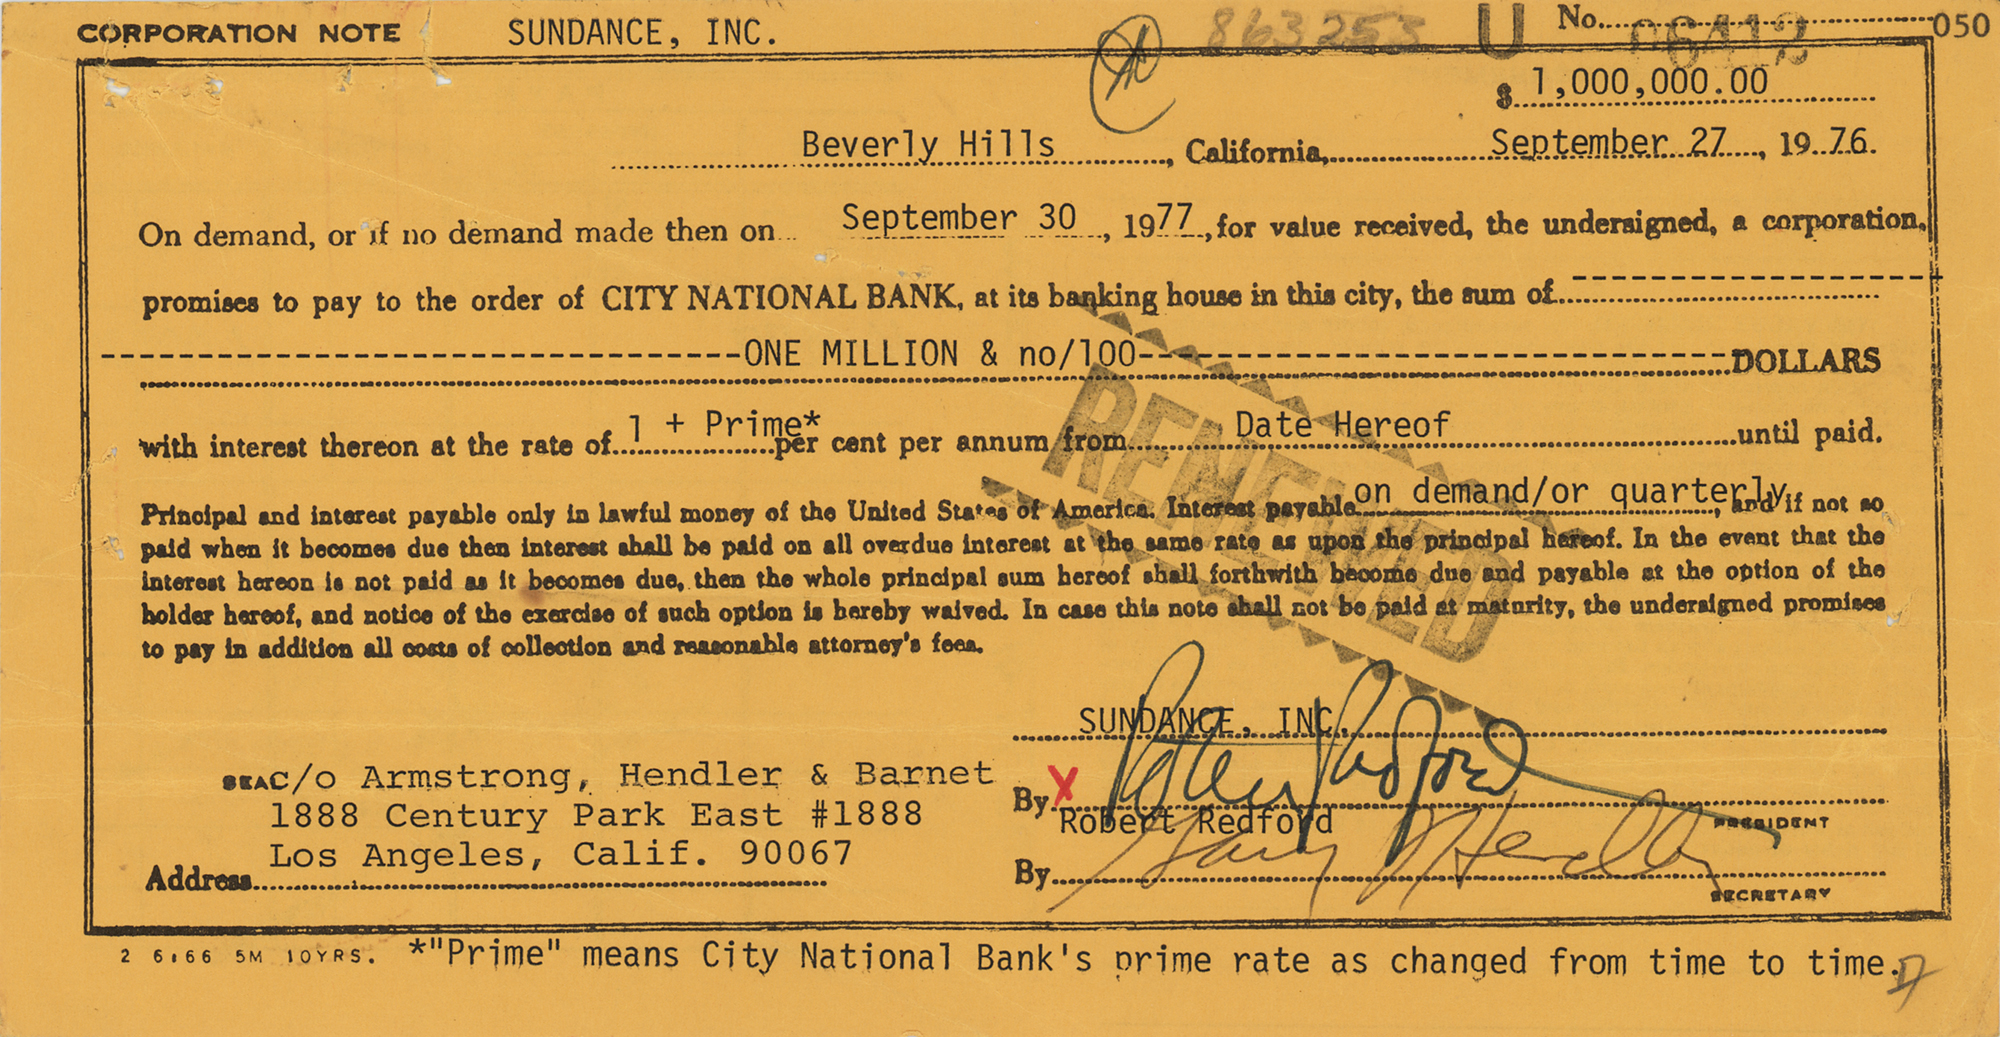 CORPORATION NOTE SUNDANCE, INC. 863253 U No. 06412 050
$ 1,000,000.00
Beverly Hills, California, September 27, 1976.
On demand, or if no demand made then on September 30, 1977, for value received, the undersigned, a corporation,
promises to pay to the order of CITY NATIONAL BANK, at its banking house in this city, the sum of
ONE MILLION & no/100 DOLLARS
with interest thereon at the rate of 1 + Prime* per cent per annum from Date Hereof until paid.
RENEWED
Principal and interest payable only in lawful money of the United States of America. Interest payable on demand/or quarterly, and if not so
paid when it becomes due then interest shall be paid on all overdue interest at the same rate as upon the principal hereof. In the event that the
interest hereon is not paid as it becomes due, then the whole principal sum hereof shall forthwith become due and payable at the option of the
holder hereof, and notice of the exercise of such option is hereby waived. In case this note shall not be paid at maturity, the undersigned promises
to pay in addition all costs of collection and reasonable attorney's fees.
SUNDANCE, INC.
c/o Armstrong, Hendler & Barnet
1888 Century Park East #1888
Los Angeles, Calif. 90067
Address
By X Robert Redford
Robert Redford PRESIDENT
By Gary Hendler
SECRETARY
2 6:66 5M 10YRS. *"Prime" means City National Bank's prime rate as changed from time to time.